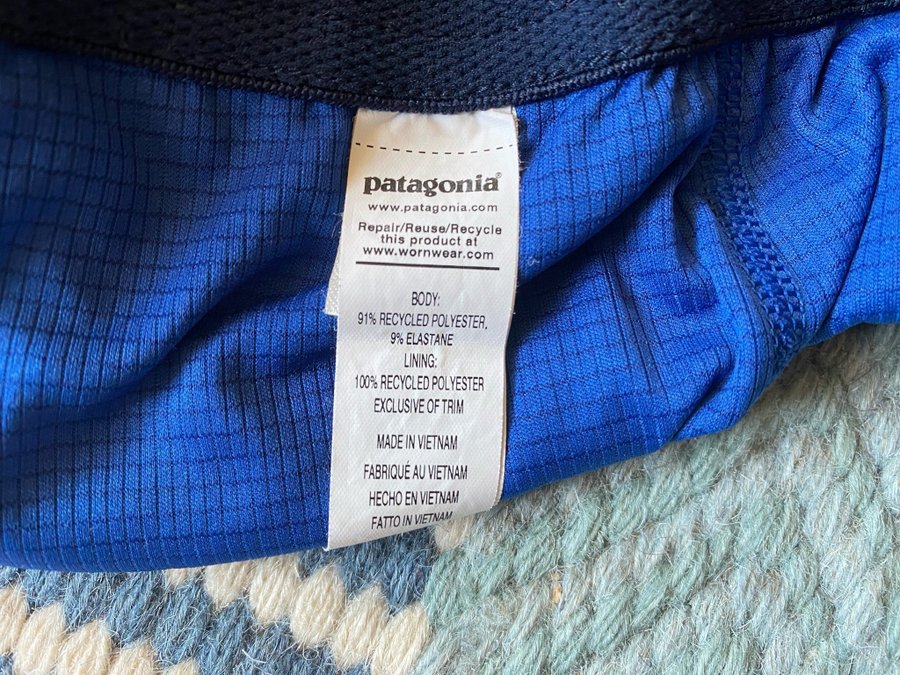 patagonia®
www.patagonia.com
Repair/Reuse/Recycle
this product at
www.wornwear.com
BODY:
91% RECYCLED POLYESTER,
9% ELASTANE
LINING:
100% RECYCLED POLYESTER
EXCLUSIVE OF TRIM
MADE IN VIETNAM
FABRIQUÉ AU VIETNAM
HECHO EN VIETNAM
FATTO IN VIETNAM